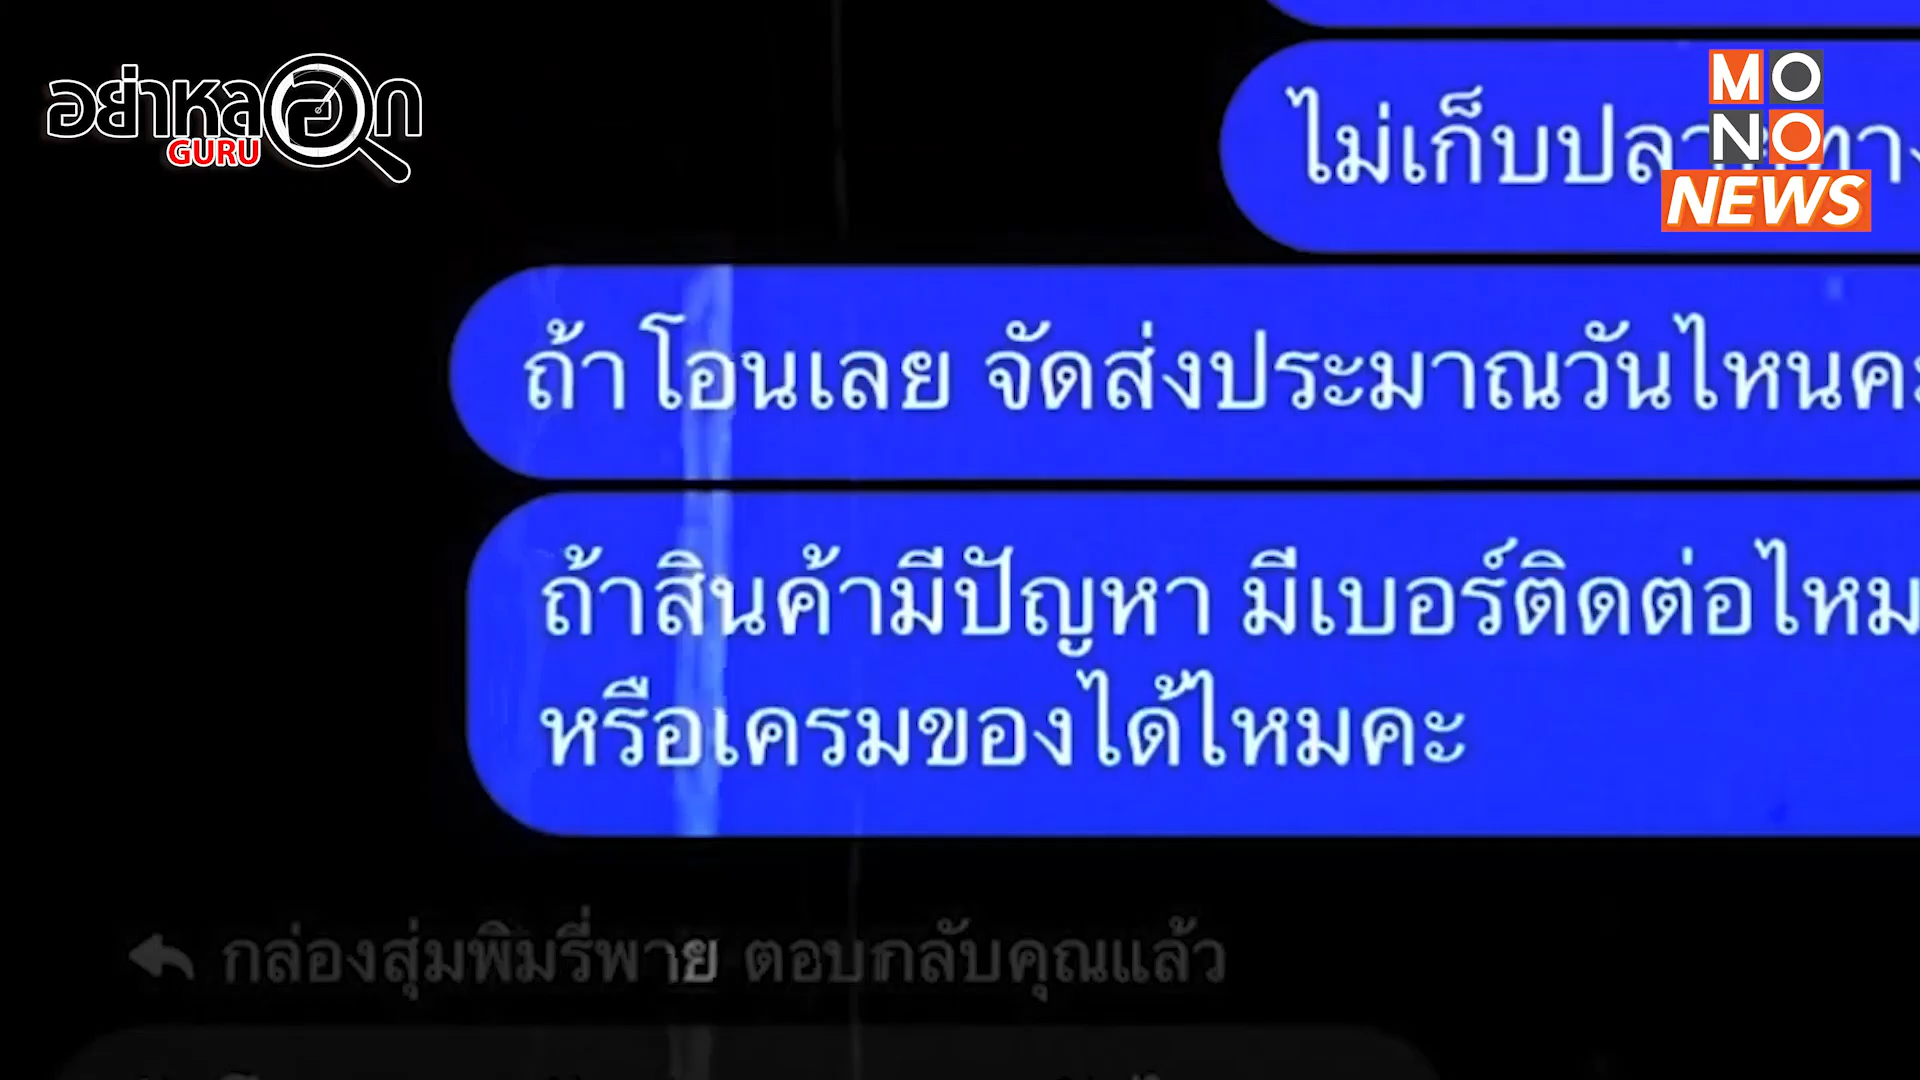 อย่าหลอก
GURU
MONO
NEWS
ไม่เก็บปลายทาง
ถ้าโอนเลย จัดส่งประมาณวันไหนคะ
ถ้าสินค้ามีปัญหา มีเบอร์ติดต่อไหม
หรือเครมของได้ไหมคะ
กล่องสุ่มพิมรี่พาย ตอบกลับคุณแล้ว